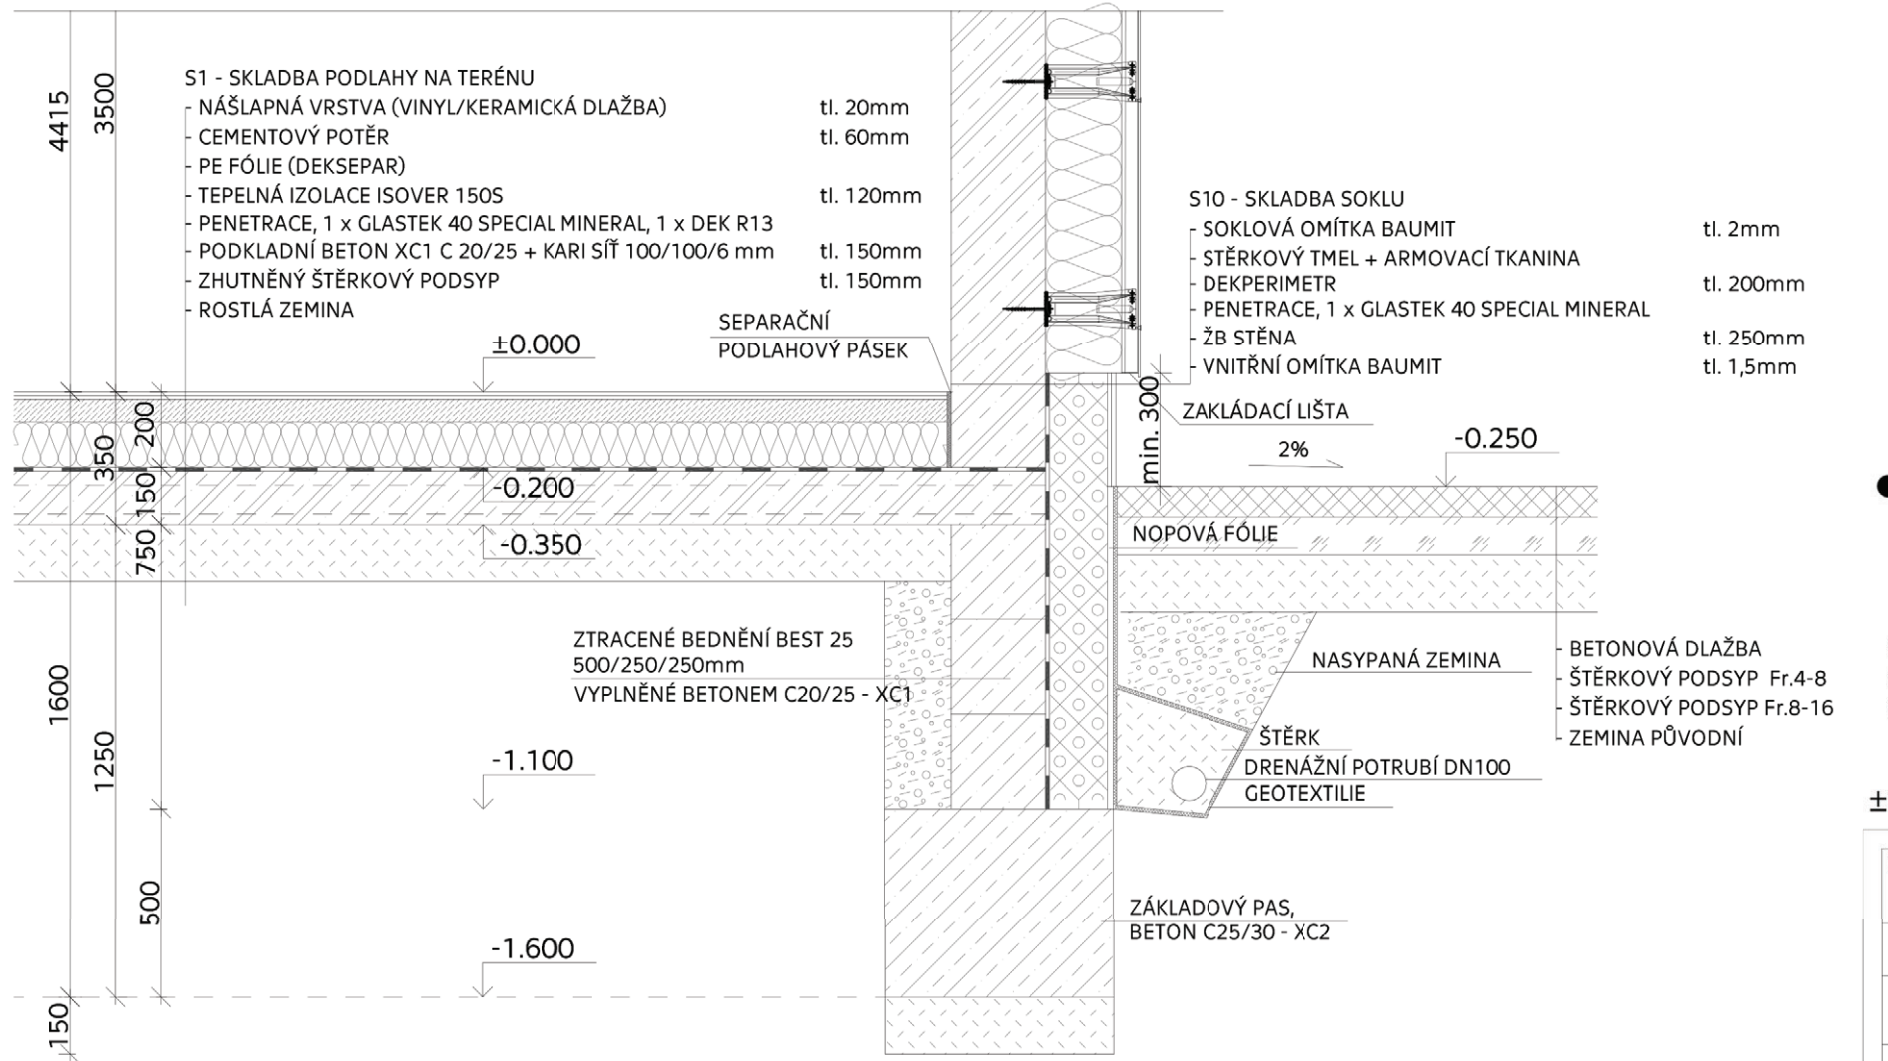 S1 - SKLADBA PODLAHY NA TERÉNU
- NÁŠLAPNÁ VRSTVA (VINYL/KERAMICKÁ DLAŽBA) tl. 20mm
- CEMENTOVÝ POTĚR tl. 60mm
- PE FÓLIE (DEKSEPAR)
- TEPELNÁ IZOLACE ISOVER 150S tl. 120mm
- PENETRACE, 1 x GLASTEK 40 SPECIAL MINERAL, 1 x DEK R13
- PODKLADNÍ BETON XC1 C 20/25 + KARI SÍŤ 100/100/6 mm tl. 150mm
- ZHUTNĚNÝ ŠTĚRKOVÝ PODSYP tl. 150mm
- ROSTLÁ ZEMINA
SEPARAČNÍ
PODLAHOVÝ PÁSEK
S10 - SKLADBA SOKLU
- SOKLOVÁ OMÍTKA BAUMIT tl. 2mm
- STĚRKOVÝ TMEL + ARMOVACÍ TKANINA
- DEKPERIMETR tl. 200mm
- PENETRACE, 1 x GLASTEK 40 SPECIAL MINERAL
- ŽB STĚNA tl. 250mm
- VNITŘNÍ OMÍTKA BAUMIT tl. 1,5mm
ZAKLÁDACÍ LIŠTA
2%
min. 300
±0.000
-0.250
-0.200
-0.350
NOPOVÁ FÓLIE
ZTRACENÉ BEDNĚNÍ BEST 25
500/250/250mm
VYPLNĚNÉ BETONEM C20/25 - XC1
NASYPANÁ ZEMINA
- BETONOVÁ DLAŽBA
- ŠTĚRKOVÝ PODSYP Fr.4-8
- ŠTĚRKOVÝ PODSYP Fr.8-16
- ZEMINA PŮVODNÍ
ŠTĚRK
DRENÁŽNÍ POTRUBÍ DN100
GEOTEXTILIE
-1.100
ZÁKLADOVÝ PAS,
BETON C25/30 - XC2
-1.600
4415
3500
200
350
150
750
1600
1250
500
150
±